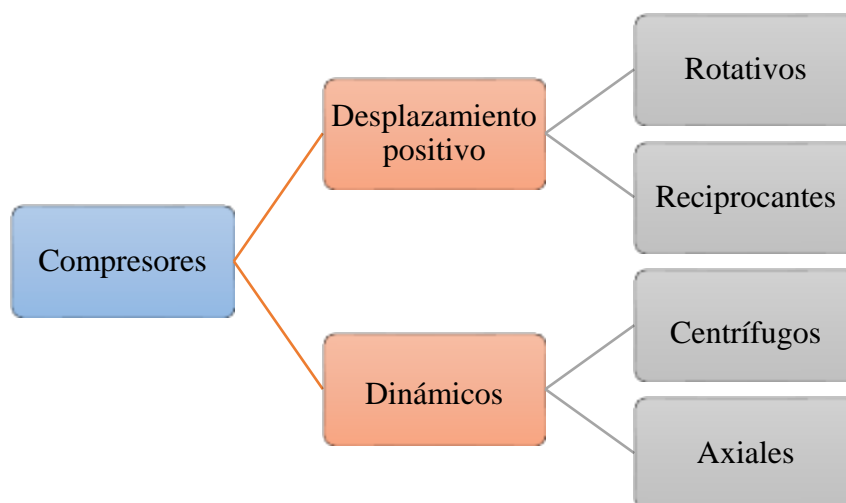 Compresores
Desplazamiento
positivo
Rotativos
Reciprocantes
Dinámicos
Centrífugos
Axiales